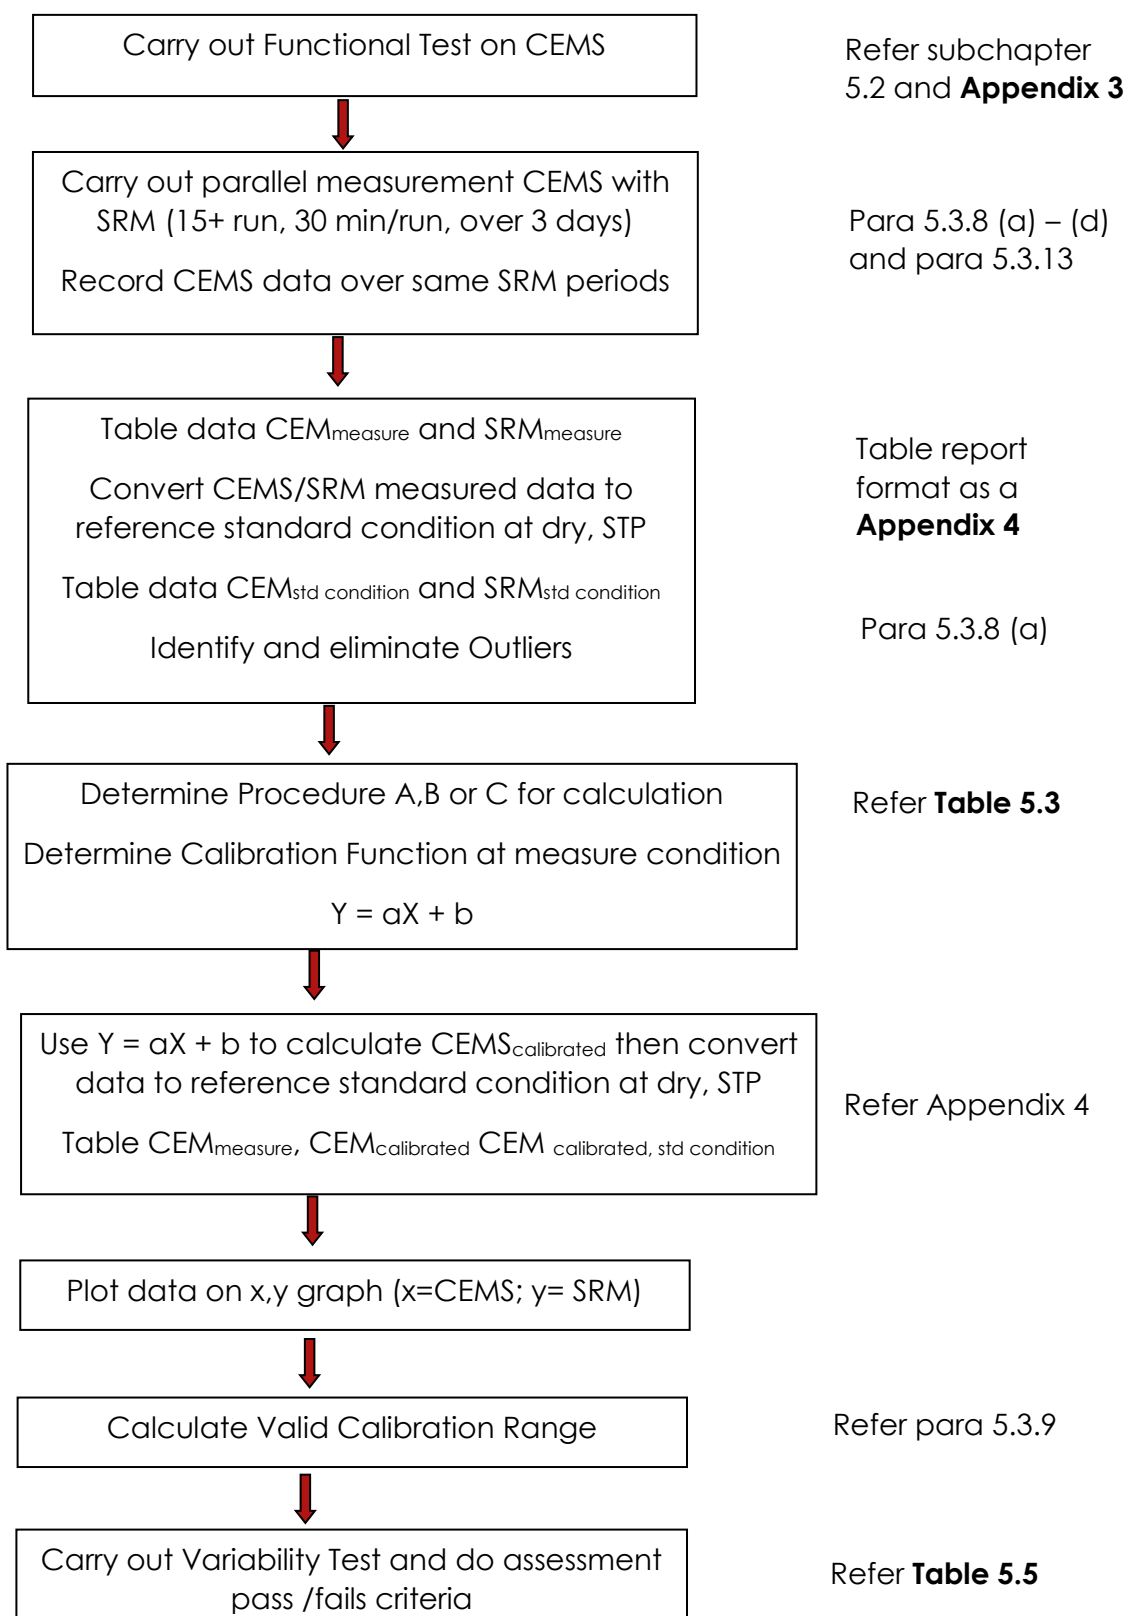 Carry out Functional Test on CEMS
Refer subchapter
5.2 and Appendix 3
Carry out parallel measurement CEMS with
SRM (15+ run, 30 min/run, over 3 days)
Record CEMS data over same SRM periods
Para 5.3.8 (a) – (d)
and para 5.3.13
Table data CEMmeasure and SRMmeasure
Convert CEMS/SRM measured data to
reference standard condition at dry, STP
Table data CEMstd condition and SRMstd condition
Identify and eliminate Outliers
Table report
format as a
Appendix 4
Para 5.3.8 (a)
Determine Procedure A,B or C for calculation
Determine Calibration Function at measure condition
Y = aX + b
Refer Table 5.3
Use Y = aX + b to calculate CEMScalibrated then convert
data to reference standard condition at dry, STP
Table CEMmeasure, CEMcalibrated CEM calibrated, std condition
Refer Appendix 4
Plot data on x,y graph (x=CEMS; y= SRM)
Calculate Valid Calibration Range
Refer para 5.3.9
Carry out Variability Test and do assessment
pass /fails criteria
Refer Table 5.5